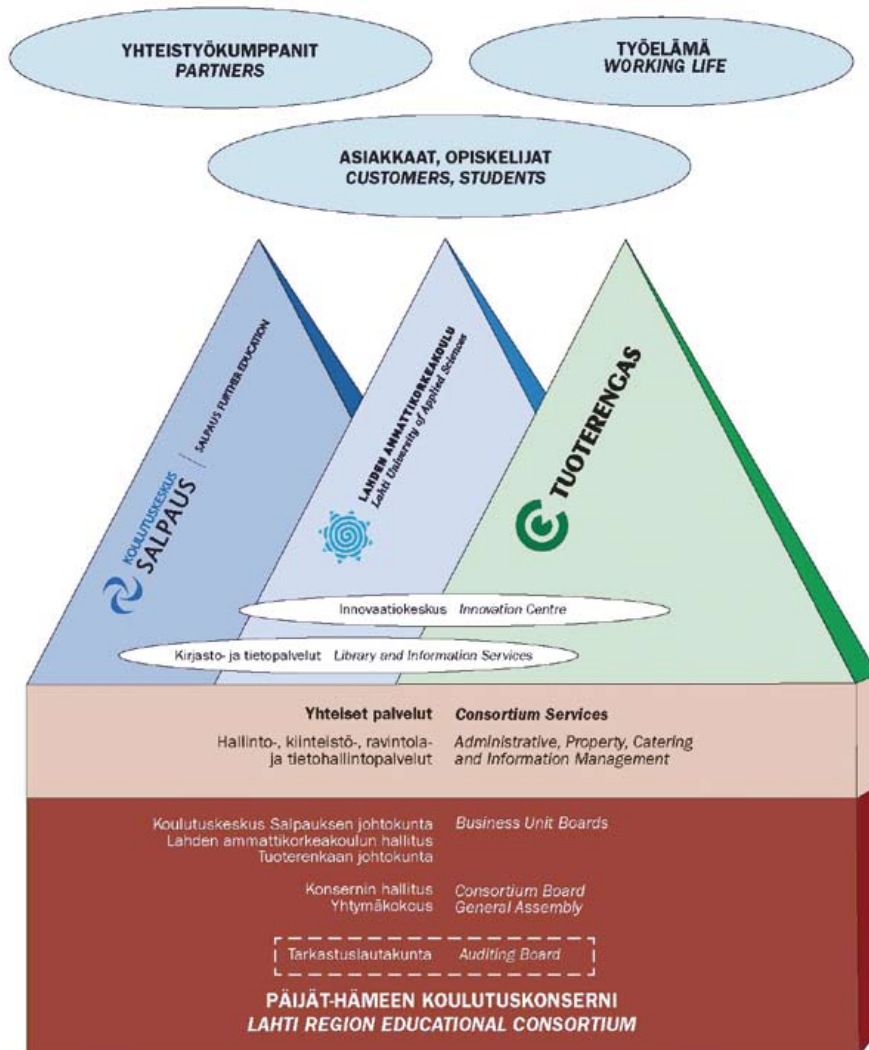 YHTEISTYÖKUMPPANIT
PARTNERS
TYÖELÄMÄ
WORKING LIFE
ASIAKKAAT, OPISKELIJAT
CUSTOMERS, STUDENTS
KOULUTUSKESKUS
SALPAUS
SALPAUS FURTHER EDUCATION
LAHDEN AMMATTIKORKEAKOULU
Lahti University of Applied Sciences
TUOTERENGAS
Innovaatiokeskus Innovation Centre
Kirjasto- ja tietopalvelut Library and Information Services
Yhteiset palvelut Consortium Services
Hallinto-, kiinteistö-, ravintola- Administrative, Property, Catering
ja tietohallintopalvelut and Information Management
Koulutuskeskus Salpauksen johtokunta Business Unit Boards
Lahden ammattikorkeakoulun hallitus
Tuoterenkaan johtokunta
Konsernin hallitus Consortium Board
Yhtymäkokous General Assembly
Tarkastuslautakunta Auditing Board
PÄIJÄT-HÄMEEN KOULUTUSKONSERNI
LAHTI REGION EDUCATIONAL CONSORTIUM